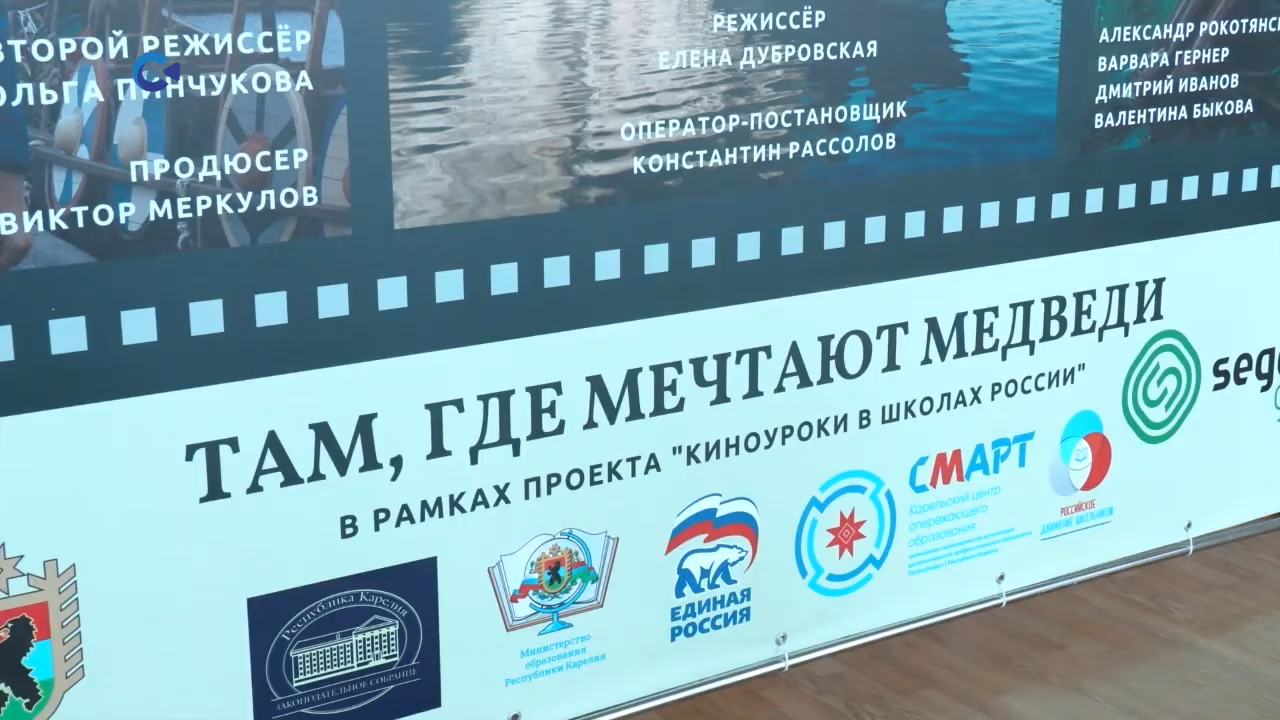 ВТОРОЙ РЕЖИССЁР
ОЛЬГА ПЯНЧУКОВА
ПРОДЮСЕР
ВИКТОР МЕРКУЛОВ
РЕЖИССЁР
ЕЛЕНА ДУБРОВСКАЯ
ОПЕРАТОР-ПОСТАНОВЩИК
КОНСТАНТИН РАССОЛОВ
АЛЕКСАНДР РОКОТЯНС
ВАРВАРА ГЕРНЕР
ДМИТРИЙ ИВАНОВ
ВАЛЕНТИНА БЫКОВА
ТАМ, ГДЕ МЕЧТАЮТ МЕДВЕДИ
В РАМКАХ ПРОЕКТА "КИНОУРОКИ В ШКОЛАХ РОССИИ"
Республика Карелия
ЗАКОНОДАТЕЛЬНОЕ СОБРАНИЕ
Министерство
образования
Республики Карелия
ЕДИНАЯ
РОССИЯ
СМАРТ
Карельский центр
опережающего
образования
РОССИЙСКОЕ
ДВИЖЕНИЕ ШКОЛЬНИКОВ
sege